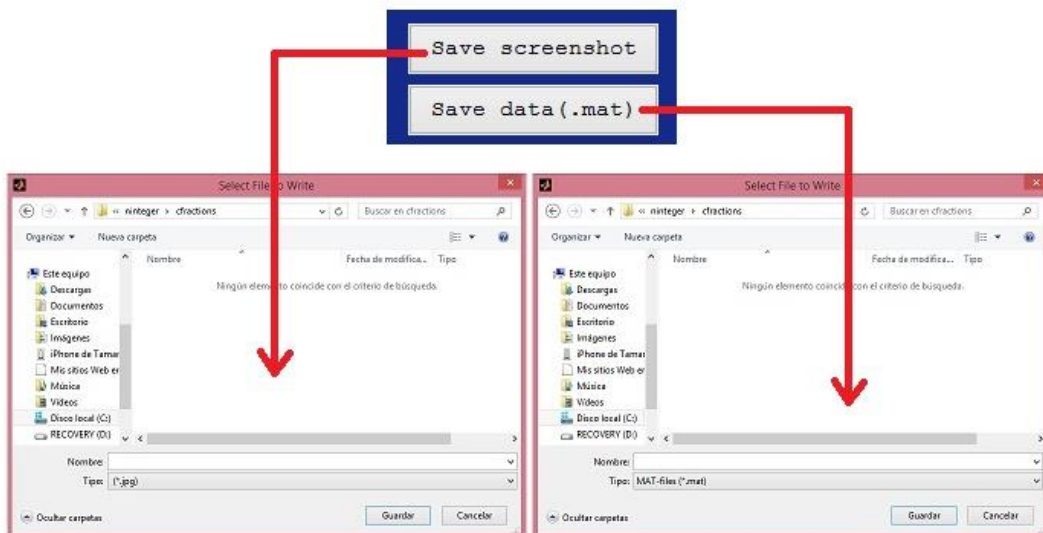 Save screenshot
Save data(.mat)
Select File to Write
« ninteger › cfractions
Buscar en cfractions
Organizar
Nueva carpeta
Nombre
Fecha de modifica...
Tipo
Este equipo
Ningún elemento coincide con el criterio de búsqueda.
Descargas
Documentos
Escritorio
Imágenes
iPhone de Tamar
Mis sitios Web en
Música
Vídeos
Disco local (C:)
RECOVERY (D:)
Nombre:
Tipo: (*.jpg)
Ocultar carpetas
Guardar
Cancelar
Select File to Write
« ninteger › cfractions
Buscar en cfractions
Organizar
Nueva carpeta
Nombre
Fecha de modifica...
Tipo
Este equipo
Ningún elemento coincide con el criterio de búsqueda.
Descargas
Documentos
Escritorio
Imágenes
iPhone de Tamar
Mis sitios Web en
Música
Vídeos
Disco local (C:)
RECOVERY (D:)
Nombre:
Tipo: MAT-files (*.mat)
Ocultar carpetas
Guardar
Cancelar